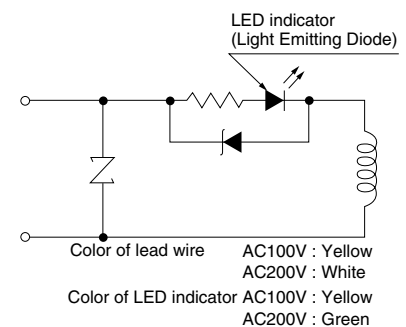 LED indicator
(Light Emitting Diode)
Color of lead wire AC100V : Yellow
AC200V : White
Color of LED indicator AC100V : Yellow
AC200V : Green